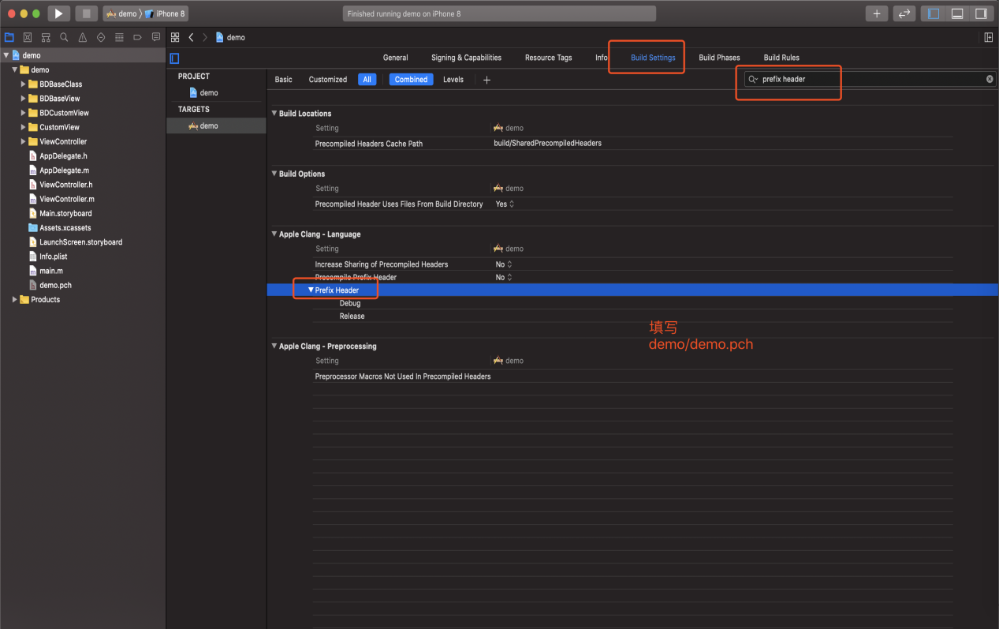 demo 〉 iPhone 8
Finished running demo on iPhone 8
demo
demo
General
Signing & Capabilities
Resource Tags
Info
Build Settings
Build Phases
Build Rules
Basic
Customized
All
Combined
Levels
prefix header
demo
BDBaseClass
BDBaseView
BDCustomView
CustomView
ViewController
AppDelegate.h
AppDelegate.m
ViewController.h
ViewController.m
Main.storyboard
Assets.xcassets
LaunchScreen.storyboard
Info.plist
main.m
demo.pch
Products
PROJECT
demo
TARGETS
demo
Build Locations
Setting demo
Precompiled Headers Cache Path build/SharedPrecompiledHeaders
Build Options
Setting demo
Precompiled Header Uses Files From Build Directory Yes
Apple Clang - Language
Setting demo
Increase Sharing of Precompiled Headers No
Precompile Prefix Header No
Prefix Header
Debug
Release
填写
demo/demo.pch
Apple Clang - Preprocessing
Setting demo
Preprocessor Macros Not Used In Precompiled Headers